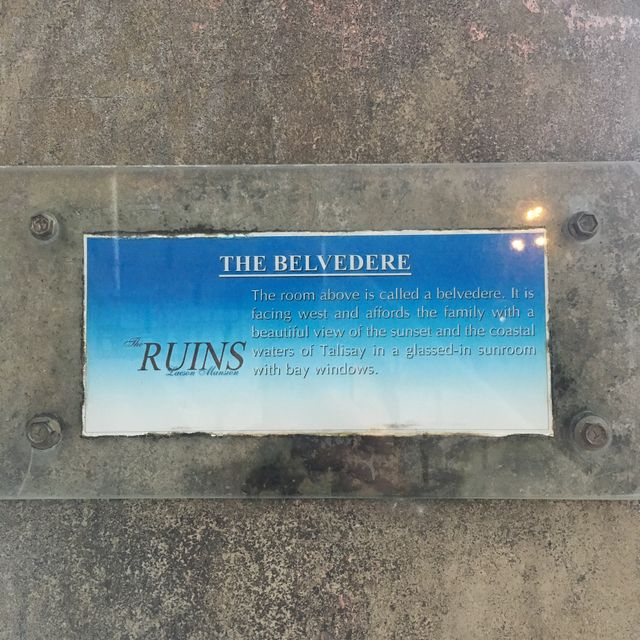 THE BELVEDERE
The room above is called a belvedere. It is
facing west and affords the family with a
beautiful view of the sunset and the coastal
waters of Talisay in a glassed-in sunroom
with bay windows.
The
RUINS
Lacson Mansion